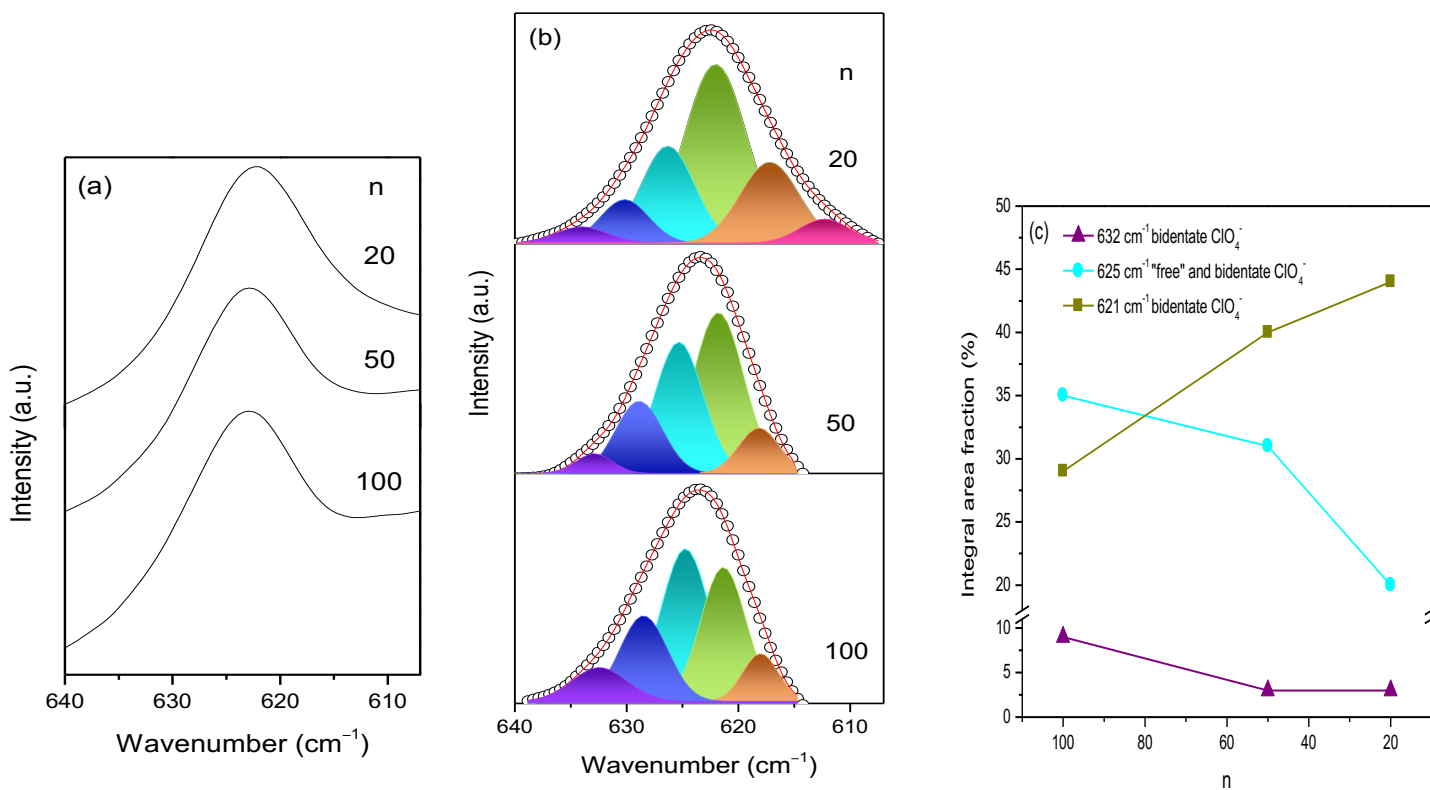 (a)
n
20
50
100
Intensity (a.u.)
640 630 620 610
Wavenumber (cm⁻¹)
(b)
n
20
50
100
Intensity (a.u.)
640 630 620 610
Wavenumber (cm⁻¹)
(c)
632 cm⁻¹ bidentate ClO₄⁻
625 cm⁻¹ "free" and bidentate ClO₄⁻
621 cm⁻¹ bidentate ClO₄⁻
Integral area fraction (%)
50
45
40
35
30
25
20
10
5
0
100 80 60 40 20
n